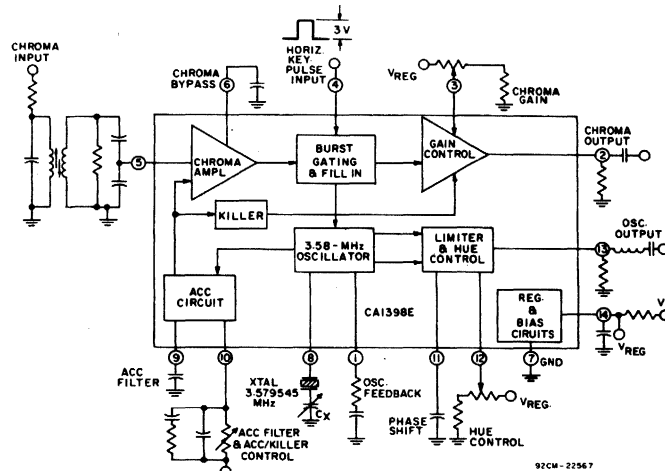 CHROMA
INPUT
CHROMA
BYPASS
6
3 V
HORIZ.
KEY-
PULSE
INPUT
4
VREG
3
CHROMA
GAIN
5
CHROMA
AMPL
BURST
GATING
& FILL IN
GAIN
CONTROL
CHROMA
OUTPUT
2
KILLER
3.58-MHz
OSCILLATOR
LIMITER
& HUE
CONTROL
OSC.
OUTPUT
13
ACC
CIRCUIT
CA1398E
REG.
&
BIAS
CIRUITS
14
V
VREG
9
10
8
1
11
12
7
GND
ACC
FILTER
XTAL
3.579545
MHz
CX
OSC.
FEEDBACK
PHASE
SHIFT
VREG.
HUE
CONTROL
ACC FILTER
& ACC/KILLER
CONTROL
92CM-22567